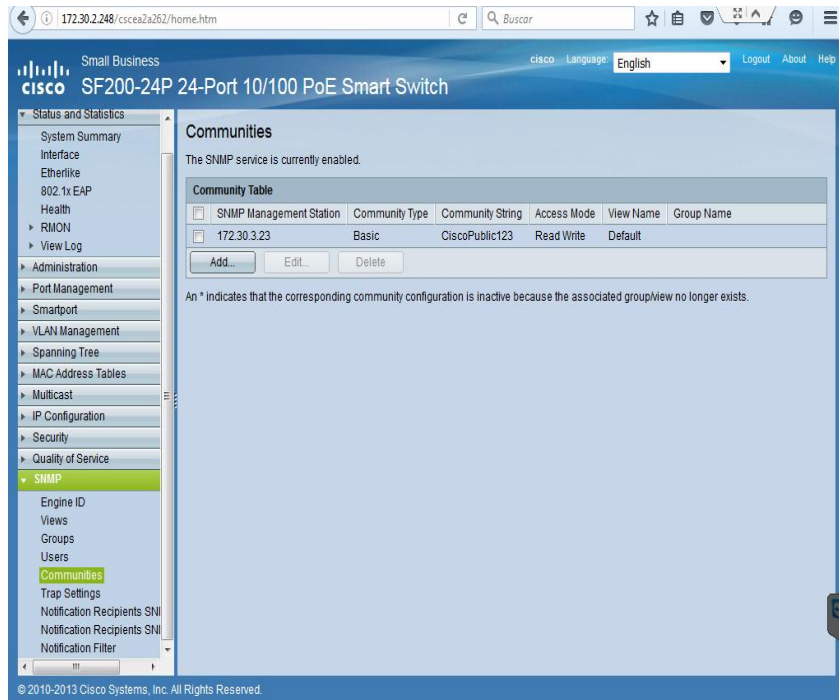 172.30.2.248/cscea2a262/home.htm
Buscar
cisco
Small Business
SF200-24P 24-Port 10/100 PoE Smart Switch
cisco Language: English Logout About Help
Status and Statistics
System Summary
Interface
Etherlike
802.1x EAP
Health
RMON
View Log
Administration
Port Management
Smartport
VLAN Management
Spanning Tree
MAC Address Tables
Multicast
IP Configuration
Security
Quality of Service
SNMP
Engine ID
Views
Groups
Users
Communities
Trap Settings
Notification Recipients SNI
Notification Recipients SNI
Notification Filter
Communities
The SNMP service is currently enabled.
Community Table
SNMP Management Station Community Type Community String Access Mode View Name Group Name
172.30.3.23 Basic CiscoPublic123 Read Write Default
Add... Edit... Delete
An * indicates that the corresponding community configuration is inactive because the associated group/view no longer exists.
© 2010-2013 Cisco Systems, Inc. All Rights Reserved.